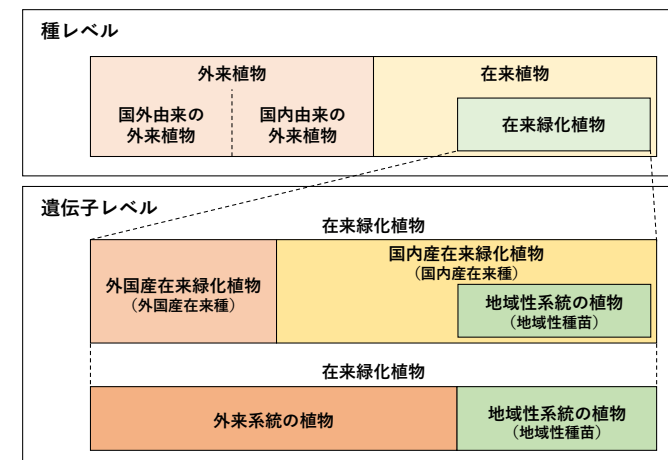 種レベル
外来植物
在来植物
国外由来の
外来植物
国内由来の
外来植物
在来緑化植物
遺伝子レベル
在来緑化植物
外国産在来緑化植物
（外国産在来種）
国内産在来緑化植物
（国内産在来種）
地域性系統の植物
（地域性種苗）
在来緑化植物
外来系統の植物
地域性系統の植物
（地域性種苗）